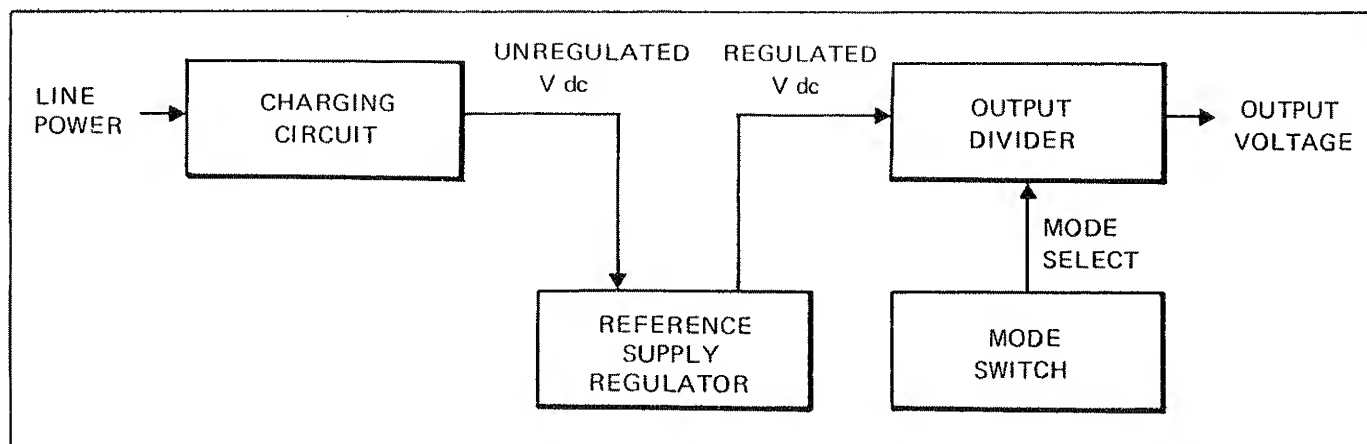 LINE
POWER
CHARGING
CIRCUIT
UNREGULATED
V dc
REFERENCE
SUPPLY
REGULATOR
REGULATED
V dc
OUTPUT
DIVIDER
OUTPUT
VOLTAGE
MODE
SELECT
MODE
SWITCH